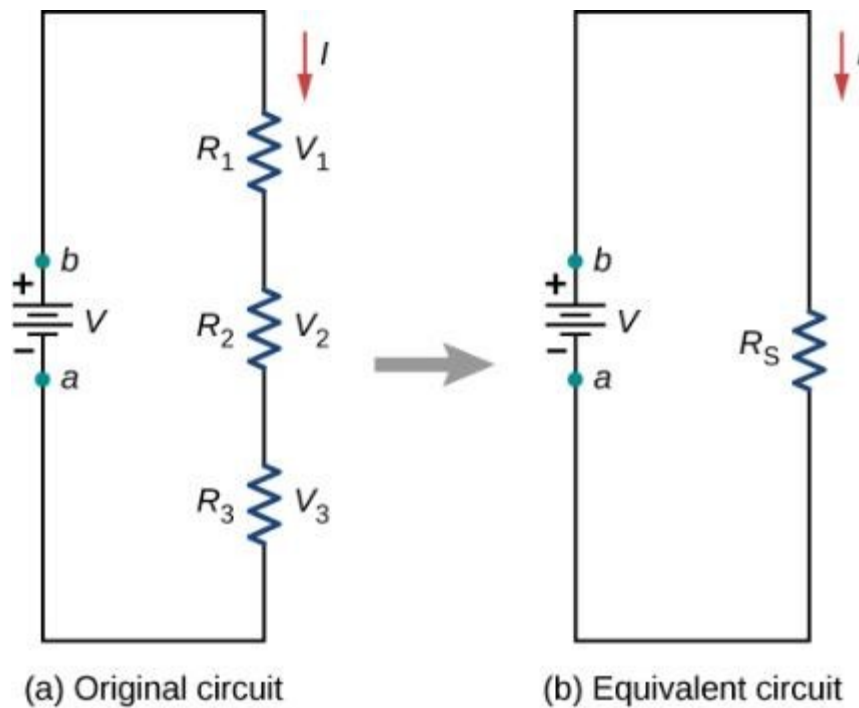 I
R1 V1
+ b
V
− a
R2 V2
R3 V3
(a) Original circuit
I
+ b
V
− a
RS
(b) Equivalent circuit